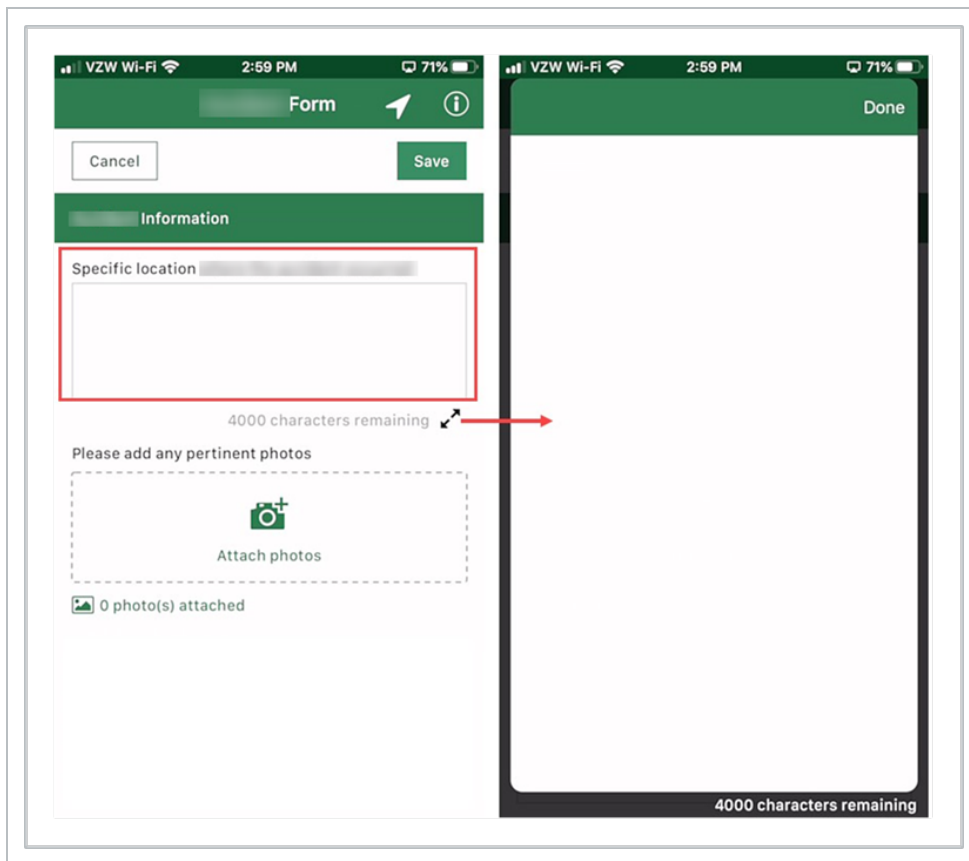 VZW Wi-Fi 2:59 PM 71%
Form
Cancel Save
Information
Specific location
4000 characters remaining
Please add any pertinent photos
Attach photos
0 photo(s) attached
VZW Wi-Fi 2:59 PM 71%
Done
4000 characters remaining